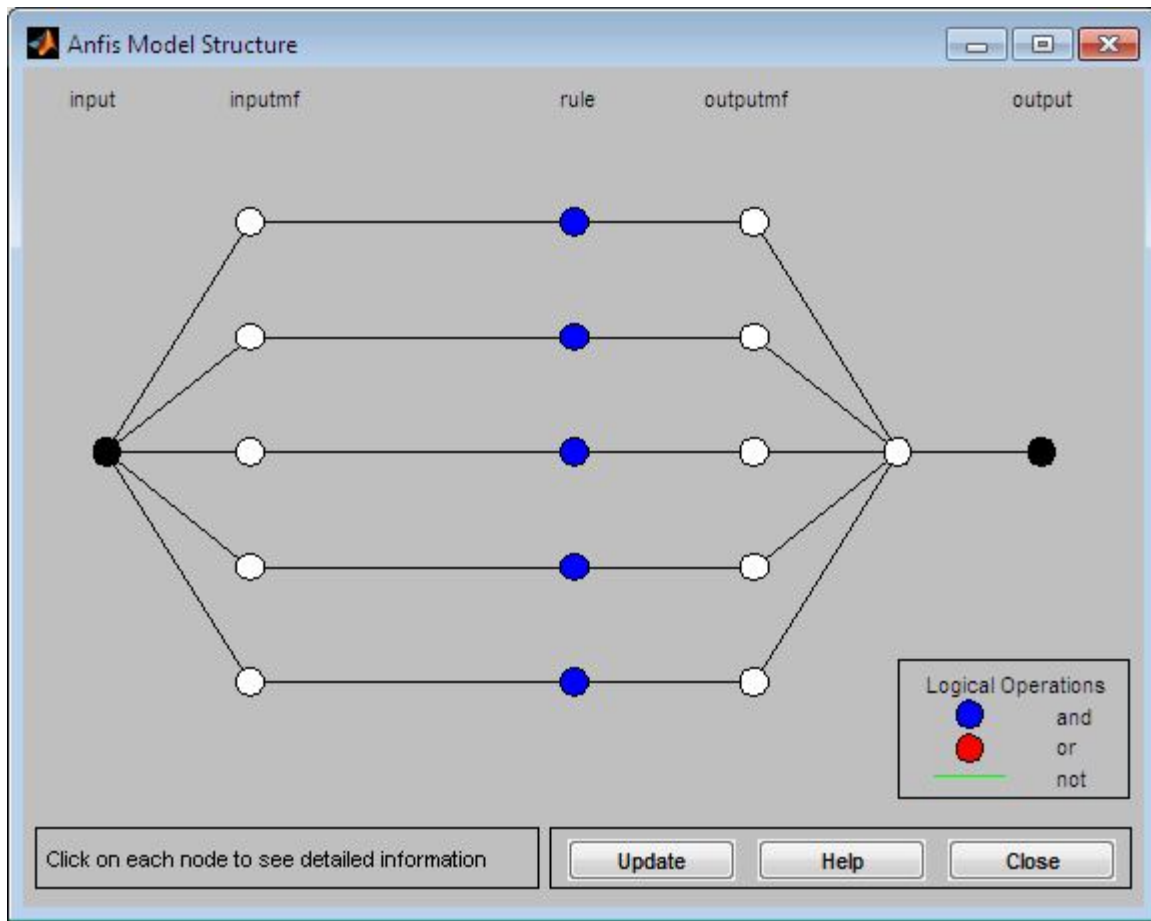 Anfis Model Structure
input inputmf rule outputmf output
Logical Operations
and
or
not
Click on each node to see detailed information
Update Help Close